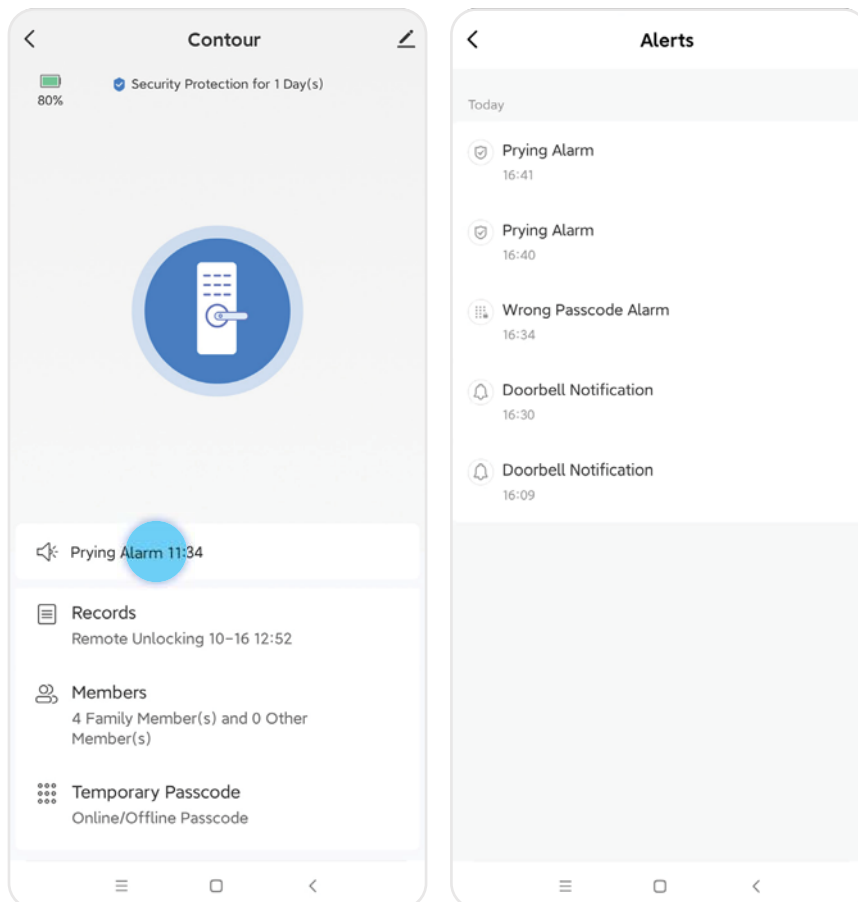 Contour
80%
Security Protection for 1 Day(s)
Prying Alarm 11:34
Records
Remote Unlocking 10-16 12:52
Members
4 Family Member(s) and 0 Other
Member(s)
Temporary Passcode
Online/Offline Passcode
Alerts
Today
Prying Alarm
16:41
Prying Alarm
16:40
Wrong Passcode Alarm
16:34
Doorbell Notification
16:30
Doorbell Notification
16:09